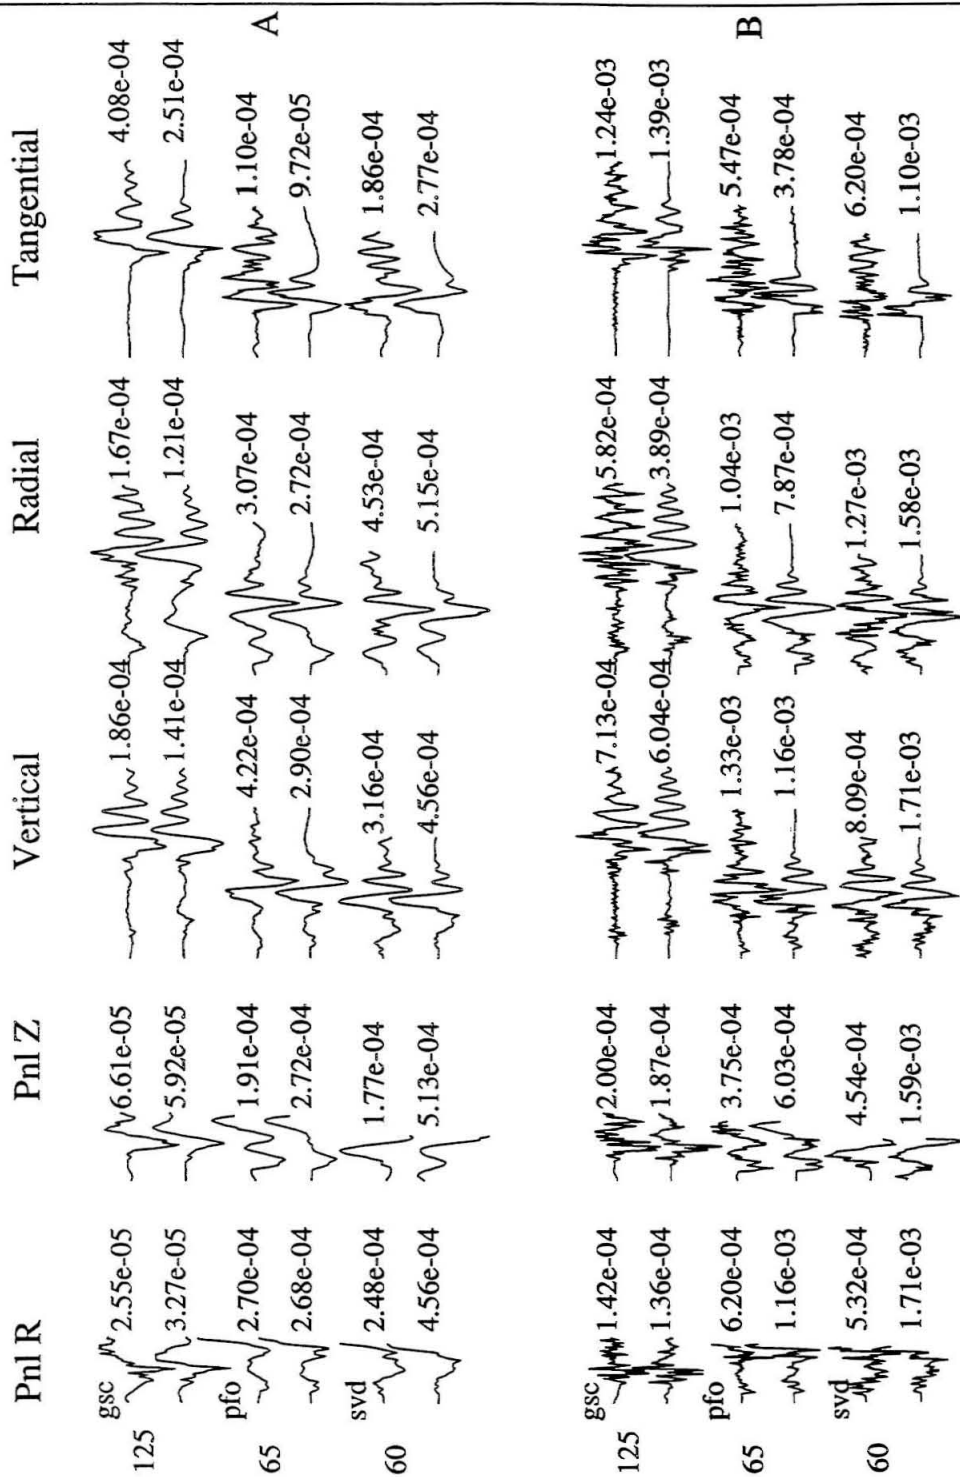 Pnl R Pnl Z Vertical Radial Tangential
gsc 2.55e-05 6.61e-05 1.86e-04 1.67e-04 4.08e-04
125 3.27e-05 5.92e-05 1.41e-04 1.21e-04 2.51e-04
A
pfo 2.70e-04 1.91e-04 4.22e-04 3.07e-04 1.10e-04
65 2.68e-04 2.72e-04 2.90e-04 2.72e-04 9.72e-05
svd 2.48e-04 1.77e-04 3.16e-04 4.53e-04 1.86e-04
60 4.56e-04 5.13e-04 4.56e-04 5.15e-04 2.77e-04
gsc 1.42e-04 2.00e-04 7.13e-04 5.82e-04 1.24e-03
125 1.36e-04 1.87e-04 6.04e-04 3.89e-04 1.39e-03
B
pfo 6.20e-04 3.75e-04 1.33e-03 1.04e-03 5.47e-04
65 1.16e-03 6.03e-04 1.16e-03 7.87e-04 3.78e-04
svd 5.32e-04 4.54e-04 8.09e-04 1.27e-03 6.20e-04
60 1.71e-03 1.59e-03 1.71e-03 1.58e-03 1.10e-03